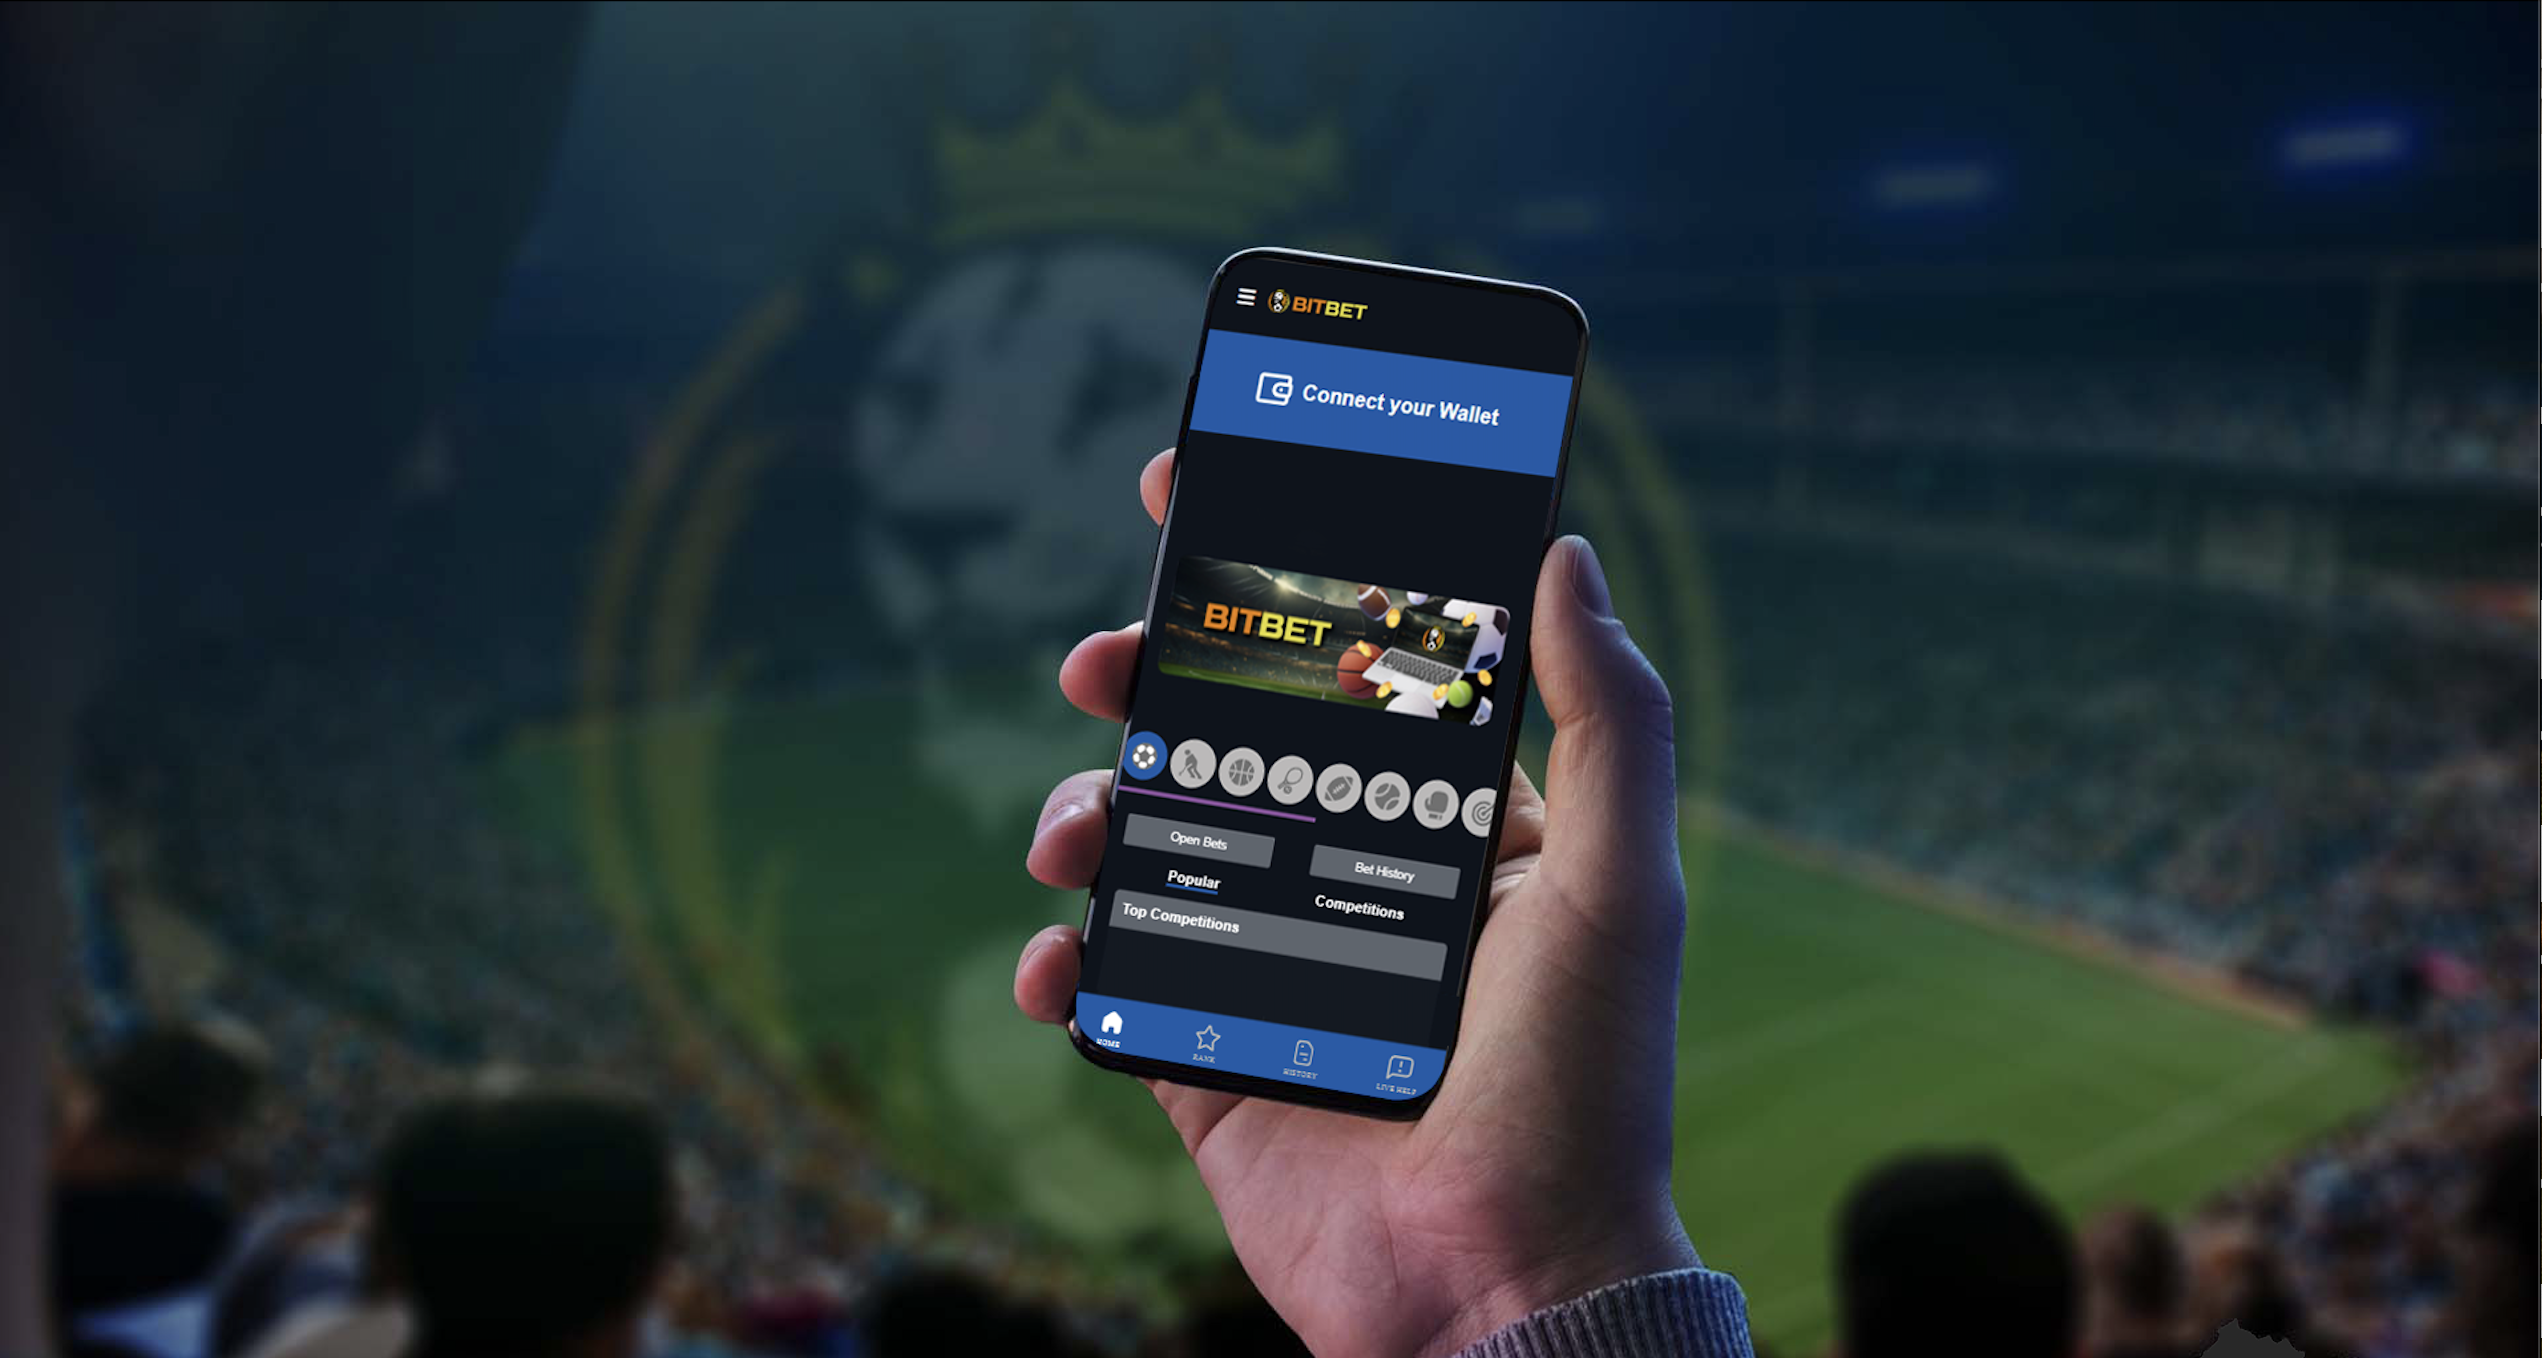 BITBET
Connect your Wallet
BITBET
Open Bets
Bet History
Popular
Competitions
Top Competitions
HOME
RANK
HISTORY
LIVE HELP